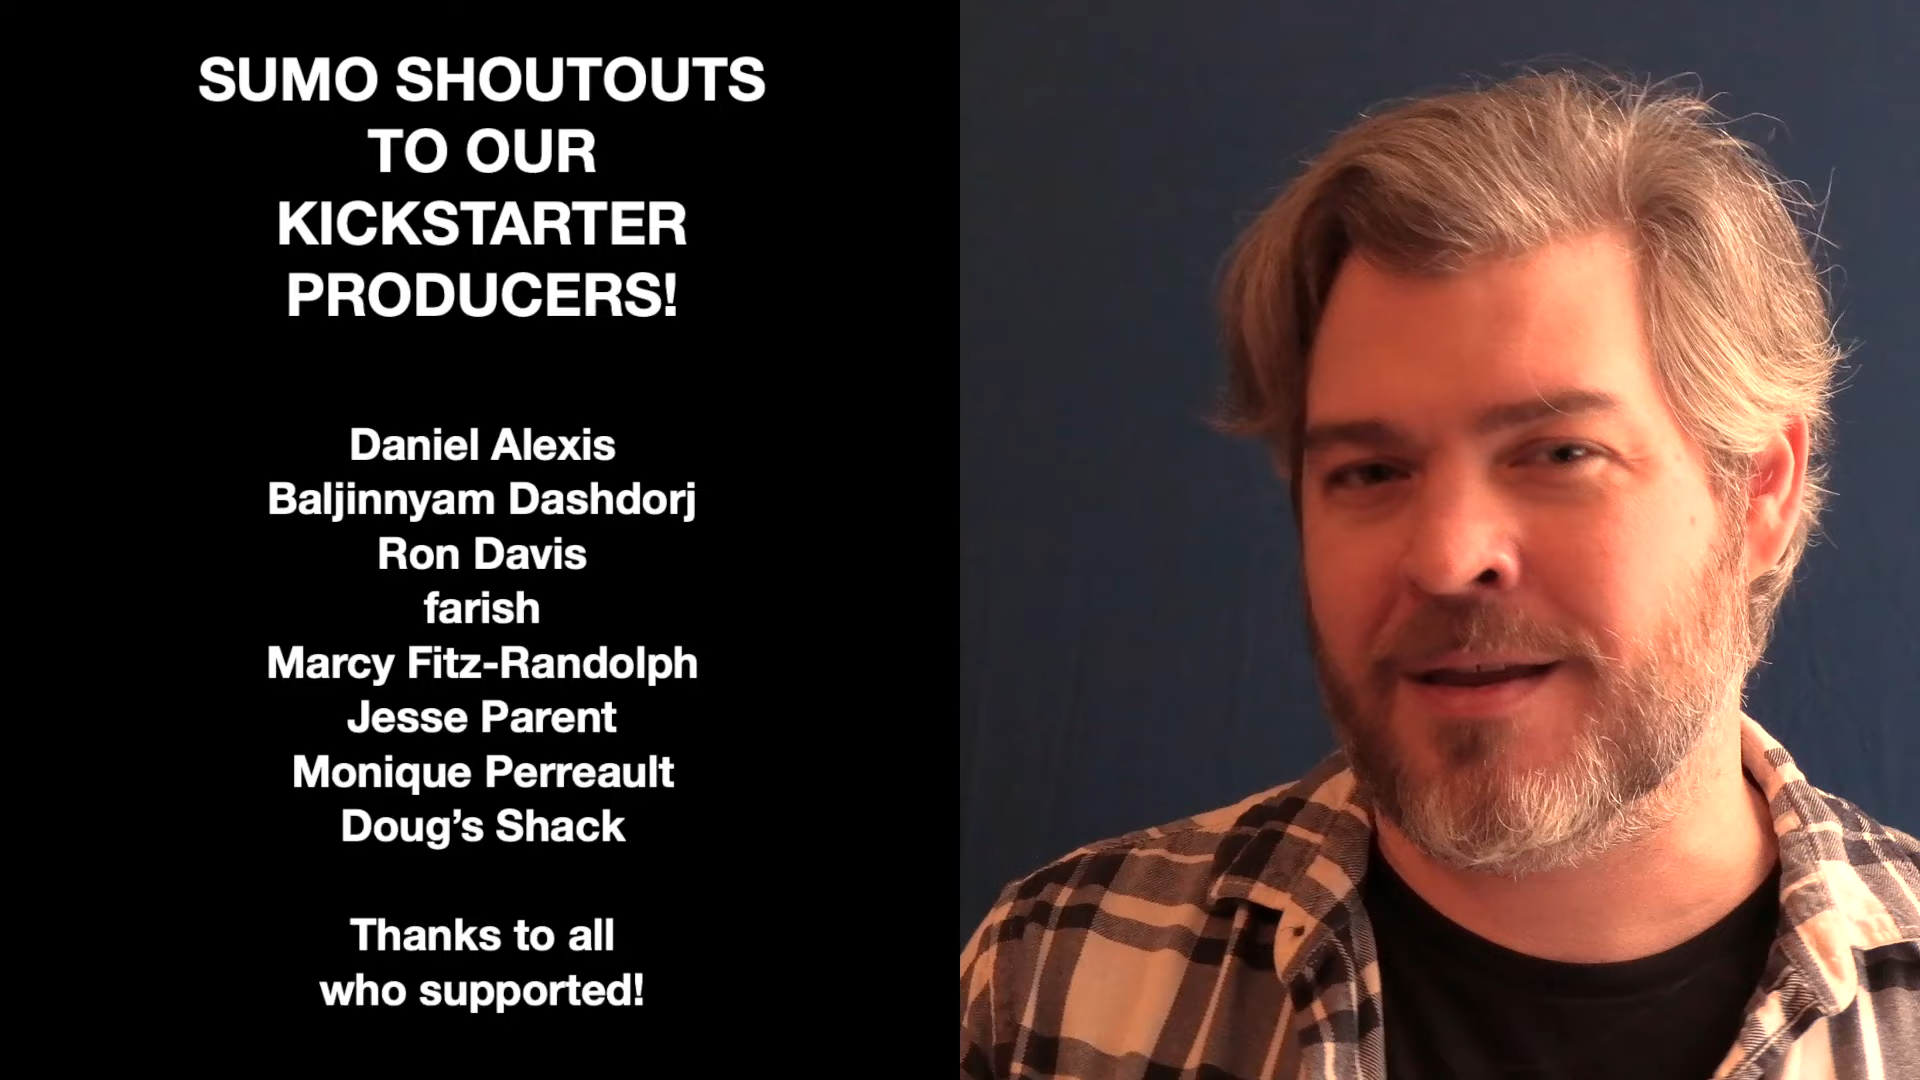 SUMO SHOUTOUTS
TO OUR
KICKSTARTER
PRODUCERS!
Daniel Alexis
Baljinnyam Dashdorj
Ron Davis
farish
Marcy Fitz-Randolph
Jesse Parent
Monique Perreault
Doug’s Shack
Thanks to all
who supported!